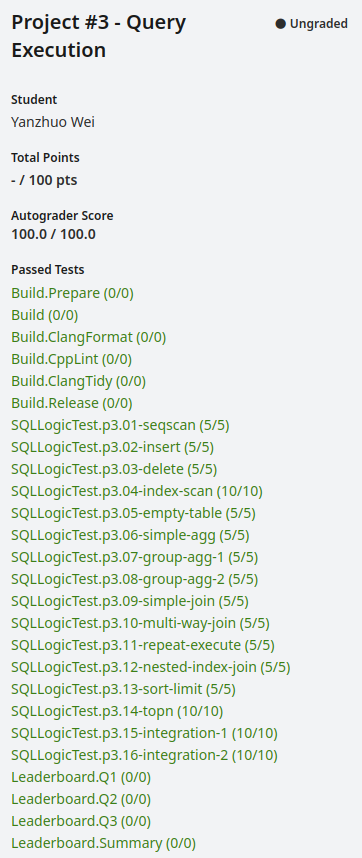 Project #3 - Query
Execution
Ungraded
Student
Yanzhuo Wei
Total Points
- / 100 pts
Autograder Score
100.0 / 100.0
Passed Tests
Build.Prepare (0/0)
Build (0/0)
Build.ClangFormat (0/0)
Build.CppLint (0/0)
Build.ClangTidy (0/0)
Build.Release (0/0)
SQLLogicTest.p3.01-seqscan (5/5)
SQLLogicTest.p3.02-insert (5/5)
SQLLogicTest.p3.03-delete (5/5)
SQLLogicTest.p3.04-index-scan (10/10)
SQLLogicTest.p3.05-empty-table (5/5)
SQLLogicTest.p3.06-simple-agg (5/5)
SQLLogicTest.p3.07-group-agg-1 (5/5)
SQLLogicTest.p3.08-group-agg-2 (5/5)
SQLLogicTest.p3.09-simple-join (5/5)
SQLLogicTest.p3.10-multi-way-join (5/5)
SQLLogicTest.p3.11-repeat-execute (5/5)
SQLLogicTest.p3.12-nested-index-join (5/5)
SQLLogicTest.p3.13-sort-limit (5/5)
SQLLogicTest.p3.14-topn (10/10)
SQLLogicTest.p3.15-integration-1 (10/10)
SQLLogicTest.p3.16-integration-2 (10/10)
Leaderboard.Q1 (0/0)
Leaderboard.Q2 (0/0)
Leaderboard.Q3 (0/0)
Leaderboard.Summary (0/0)